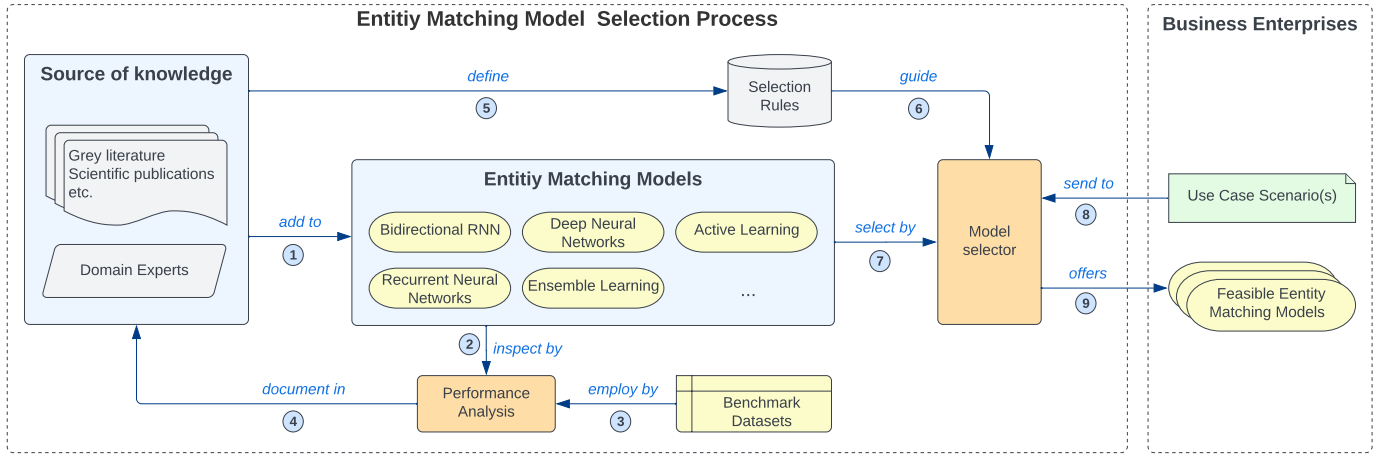 Entitiy Matching Model  Selection Process
Business Enterprises
Source of knowledge
Grey literature
Scientific publications
etc.
Domain Experts
define
5
Selection
Rules
guide
6
add to
1
Entitiy Matching Models
Bidirectional RNN
Deep Neural
Networks
Active Learning
Recurrent Neural
Networks
Ensemble Learning
...
select by
7
Model
selector
send to
8
Use Case Scenario(s)
offers
9
Feasible Eentity
Matching Models
2
inspect by
document in
4
Performance
Analysis
employ by
3
Benchmark
Datasets